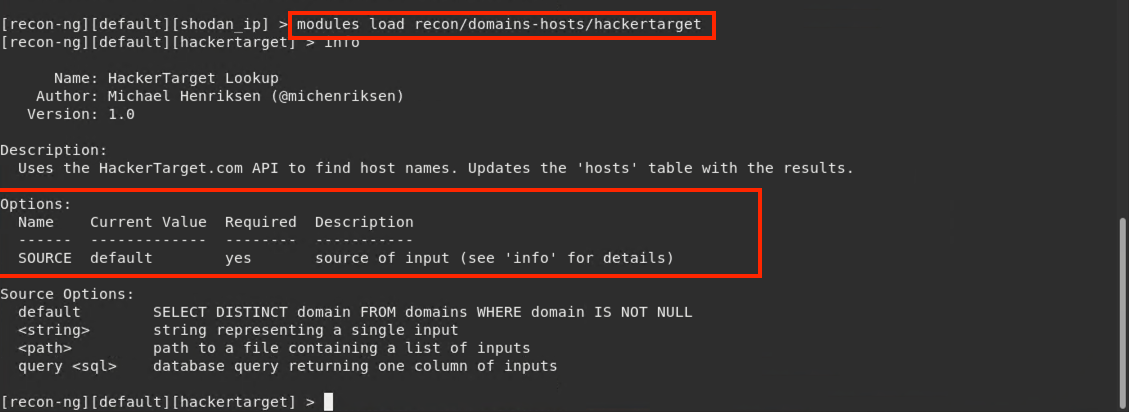 [recon-ng][default][shodan_ip] > modules load recon/domains-hosts/hackertarget
[recon-ng][default][hackertarget] > info
Name: HackerTarget Lookup
Author: Michael Henriksen (@michenriksen)
Version: 1.0
Description:
Uses the HackerTarget.com API to find host names. Updates the 'hosts' table with the results.
Options:
Name Current Value Required Description
------ ------------- -------- -----------
SOURCE default yes source of input (see 'info' for details)
Source Options:
default SELECT DISTINCT domain FROM domains WHERE domain IS NOT NULL
<string> string representing a single input
<path> path to a file containing a list of inputs
query <sql> database query returning one column of inputs
[recon-ng][default][hackertarget] >